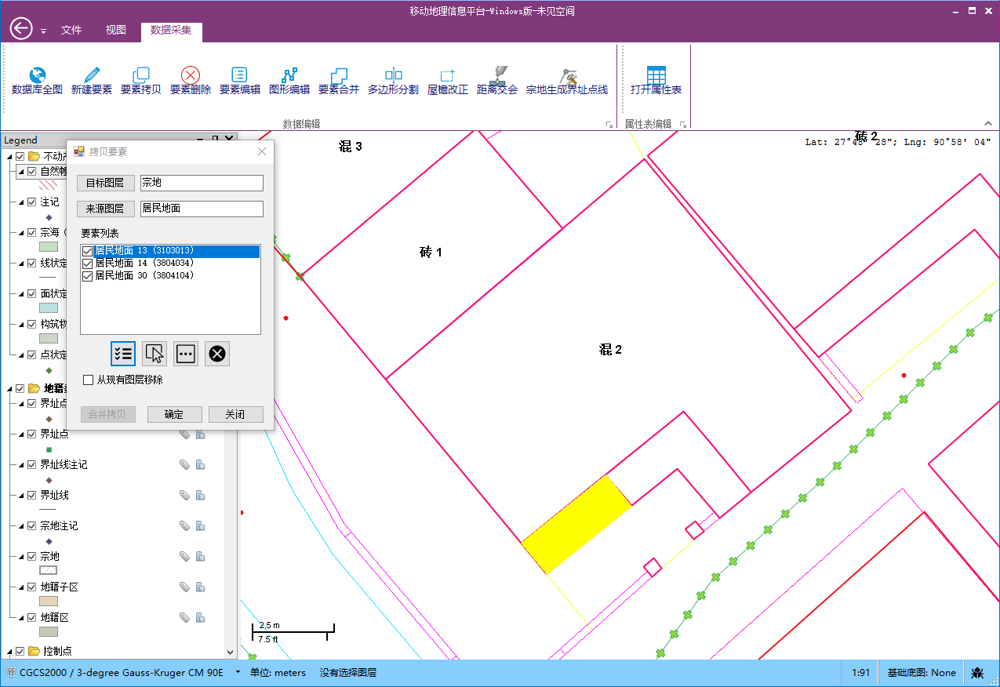 移动地理信息平台-Windows版-未见空间
文件 视图 数据采集
数据库全图 新建要素 要素拷贝 要素删除 要素编辑 图形编辑 要素合并 多边形分割 屋檐改正 距离交会 宗地生成界址点线 打开属性表
数据编辑 属性表编辑
Legend
不动产
自然幢
注记
宗海（
线状定
面状定
构筑物
点状定
地籍
界址点
界址点
界址线注记
界址线
宗地注记
宗地
地籍子区
地籍区
控制点
拷贝要素
目标图层 宗地
来源图层 居民地面
要素列表
居民地面 13 (3103013)
居民地面 14 (3804034)
居民地面 30 (3804104)
从现有图层移除
合并拷贝 确定 关闭
混 3
砖 2
Lat: 27°48' 28"; Lng: 90°58' 04"
砖 1
混 2
2.5 m
7.5 ft
CGCS2000 / 3-degree Gauss-Kruger CM 90E 单位: meters 没有选择图层 1:91 基础底图: None